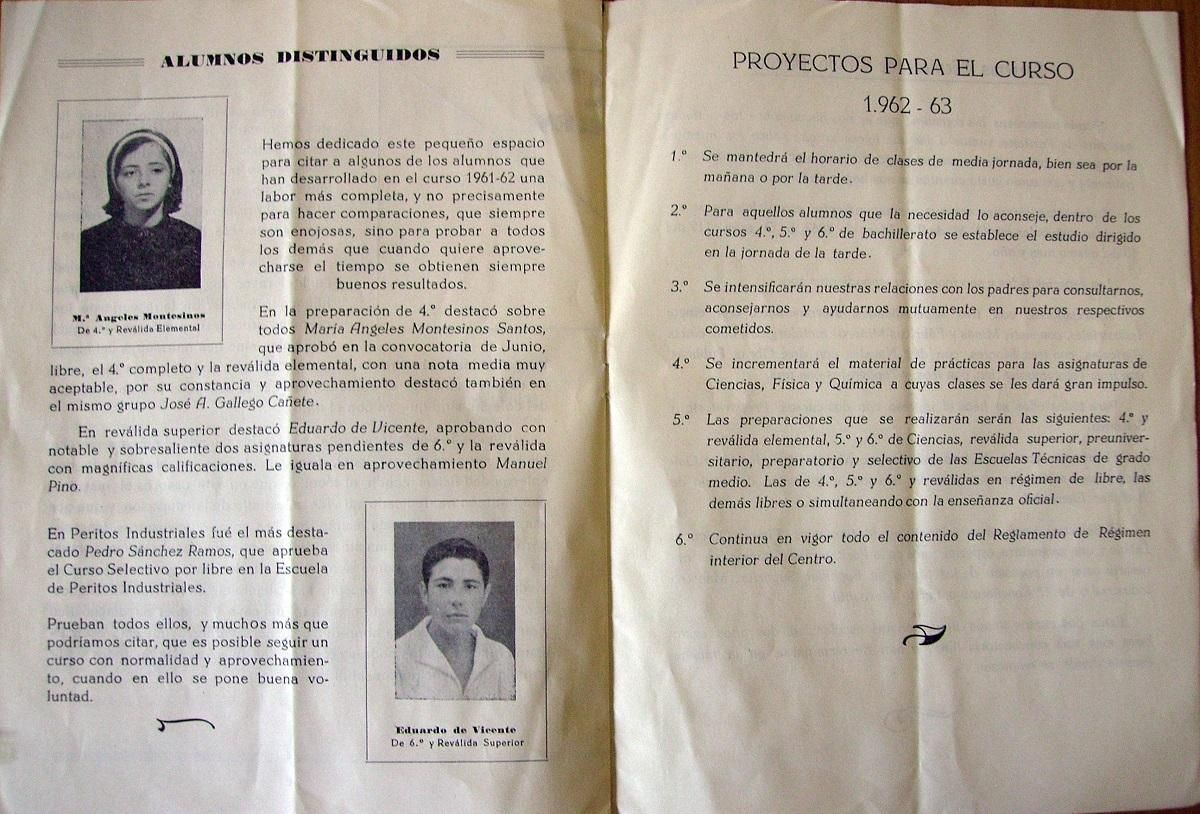 ALUMNOS DISTINGUIDOS
Hemos dedicado este pequeño espacio
para citar a algunos de los alumnos que
han desarrollado en el curso 1961-62 una
labor más completa, y no precisamente
para hacer comparaciones, que siempre
son enojosas, sino para probar a todos
los demás que cuando quiere aprove-
charse el tiempo se obtienen siempre
buenos resultados.
M.ª Angeles Montesinos
De 4.º y Reválida Elemental
En la preparación de 4.º destacó sobre
todos María Angeles Montesinos Santos,
que aprobó en la convocatoria de Junio,
libre, el 4.º completo y la reválida elemental, con una nota media muy
aceptable, por su constancia y aprovechamiento destacó también en
el mismo grupo José A. Gallego Cañete.
En reválida superior destacó Eduardo de Vicente, aprobando con
notable y sobresaliente dos asignaturas pendientes de 6.º y la reválida
con magníficas calificaciones. Le iguala en aprovechamiento Manuel
Pino.
En Peritos Industriales fué el más desta-
cado Pedro Sánchez Ramos, que aprueba
el Curso Selectivo por libre en la Escuela
de Peritos Industriales.
Prueban todos ellos, y muchos más que
podríamos citar, que es posible seguir un
curso con normalidad y aprovechamien-
to, cuando en ello se pone buena vo-
luntad.
Eduardo de Vicente
De 6.º y Reválida Superior
PROYECTOS PARA EL CURSO
1.962 - 63
1.º Se mantedrá el horario de clases de media jornada, bien sea por la
mañana o por la tarde.
2.º Para aquellos alumnos que la necesidad lo aconseje, dentro de los
cursos 4.º, 5.º y 6.º de bachillerato se establece el estudio dirigido
en la jornada de la tarde.
3.º Se intensificarán nuestras relaciones con los padres para consultarnos,
aconsejarnos y ayudarnos mutuamente en nuestros respectivos
cometidos.
4.º Se incrementará el material de prácticas para las asignaturas de
Ciencias, Física y Química a cuyas clases se les dará gran impulso.
5.º Las preparaciones que se realizarán serán las siguientes: 4.º y
reválida elemental, 5.º y 6.º de Ciencias, reválida superior, preuniver-
sitario, preparatorio y selectivo de las Escuelas Técnicas de grado
medio. Las de 4.º, 5.º y 6.º y reválidas en régimen de libre, las
demás libres o simultaneando con la enseñanza oficial.
6.º Continua en vigor todo el contenido del Reglamento de Régimen
interior del Centro.